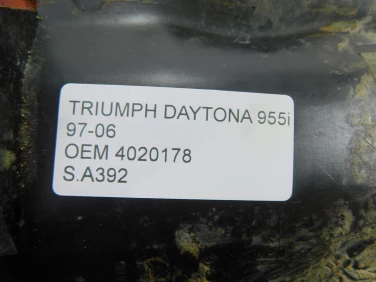 TRIUMPH DAYTONA 955i
97-06
OEM 4020178
S.A392